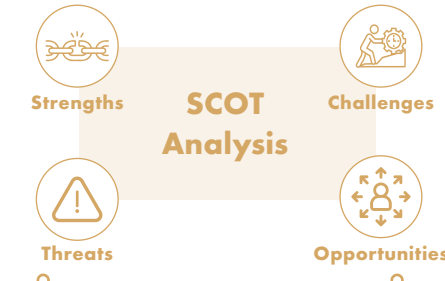 Strengths
SCOT
Analysis
Challenges
Threats
Opportunities